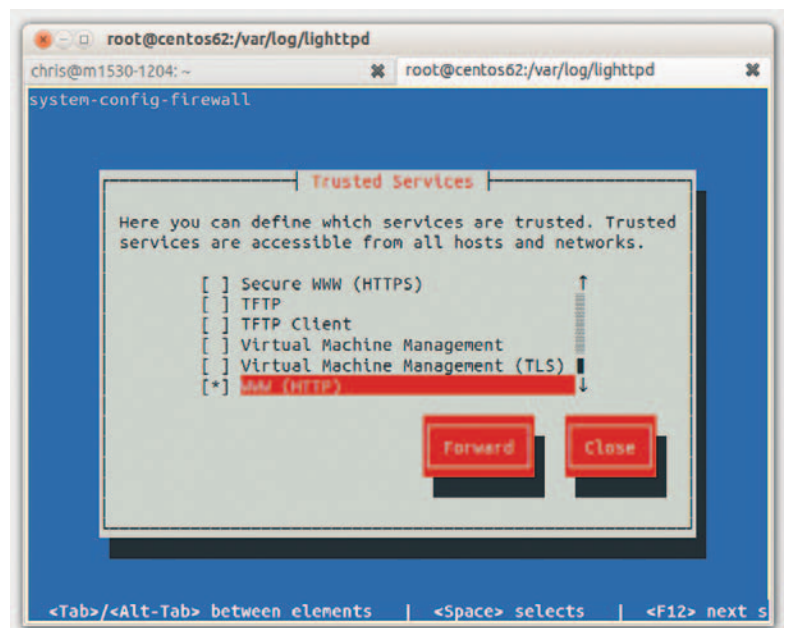 root@centos62:/var/log/lighttpd
chris@m1530-1204: ~ root@centos62:/var/log/lighttpd
system-config-firewall
Trusted Services
Here you can define which services are trusted. Trusted
services are accessible from all hosts and networks.
[ ] Secure WWW (HTTPS) ↑
[ ] TFTP
[ ] TFTP Client
[ ] Virtual Machine Management
[ ] Virtual Machine Management (TLS)
[*] WWW (HTTP) ↓
Forward Close
<Tab>/<Alt-Tab> between elements | <Space> selects | <F12> next s